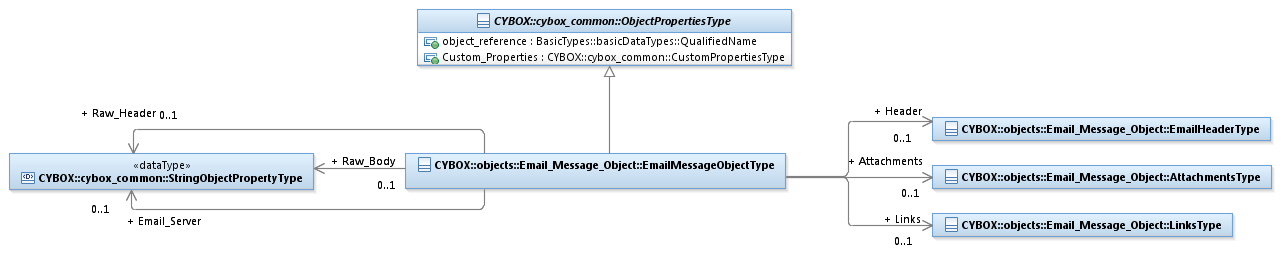 CYBOX::cybox_common::ObjectPropertiesType
object_reference : BasicTypes::basicDataTypes::QualifiedName
Custom_Properties : CYBOX::cybox_common::CustomPropertiesType
+ Raw_Header 0..1
«dataType»
CYBOX::cybox_common::StringObjectPropertyType
+ Raw_Body
0..1
0..1
+ Email_Server
CYBOX::objects::Email_Message_Object::EmailMessageObjectType
+ Header
0..1
CYBOX::objects::Email_Message_Object::EmailHeaderType
+ Attachments
0..1
CYBOX::objects::Email_Message_Object::AttachmentsType
+ Links
0..1
CYBOX::objects::Email_Message_Object::LinksType